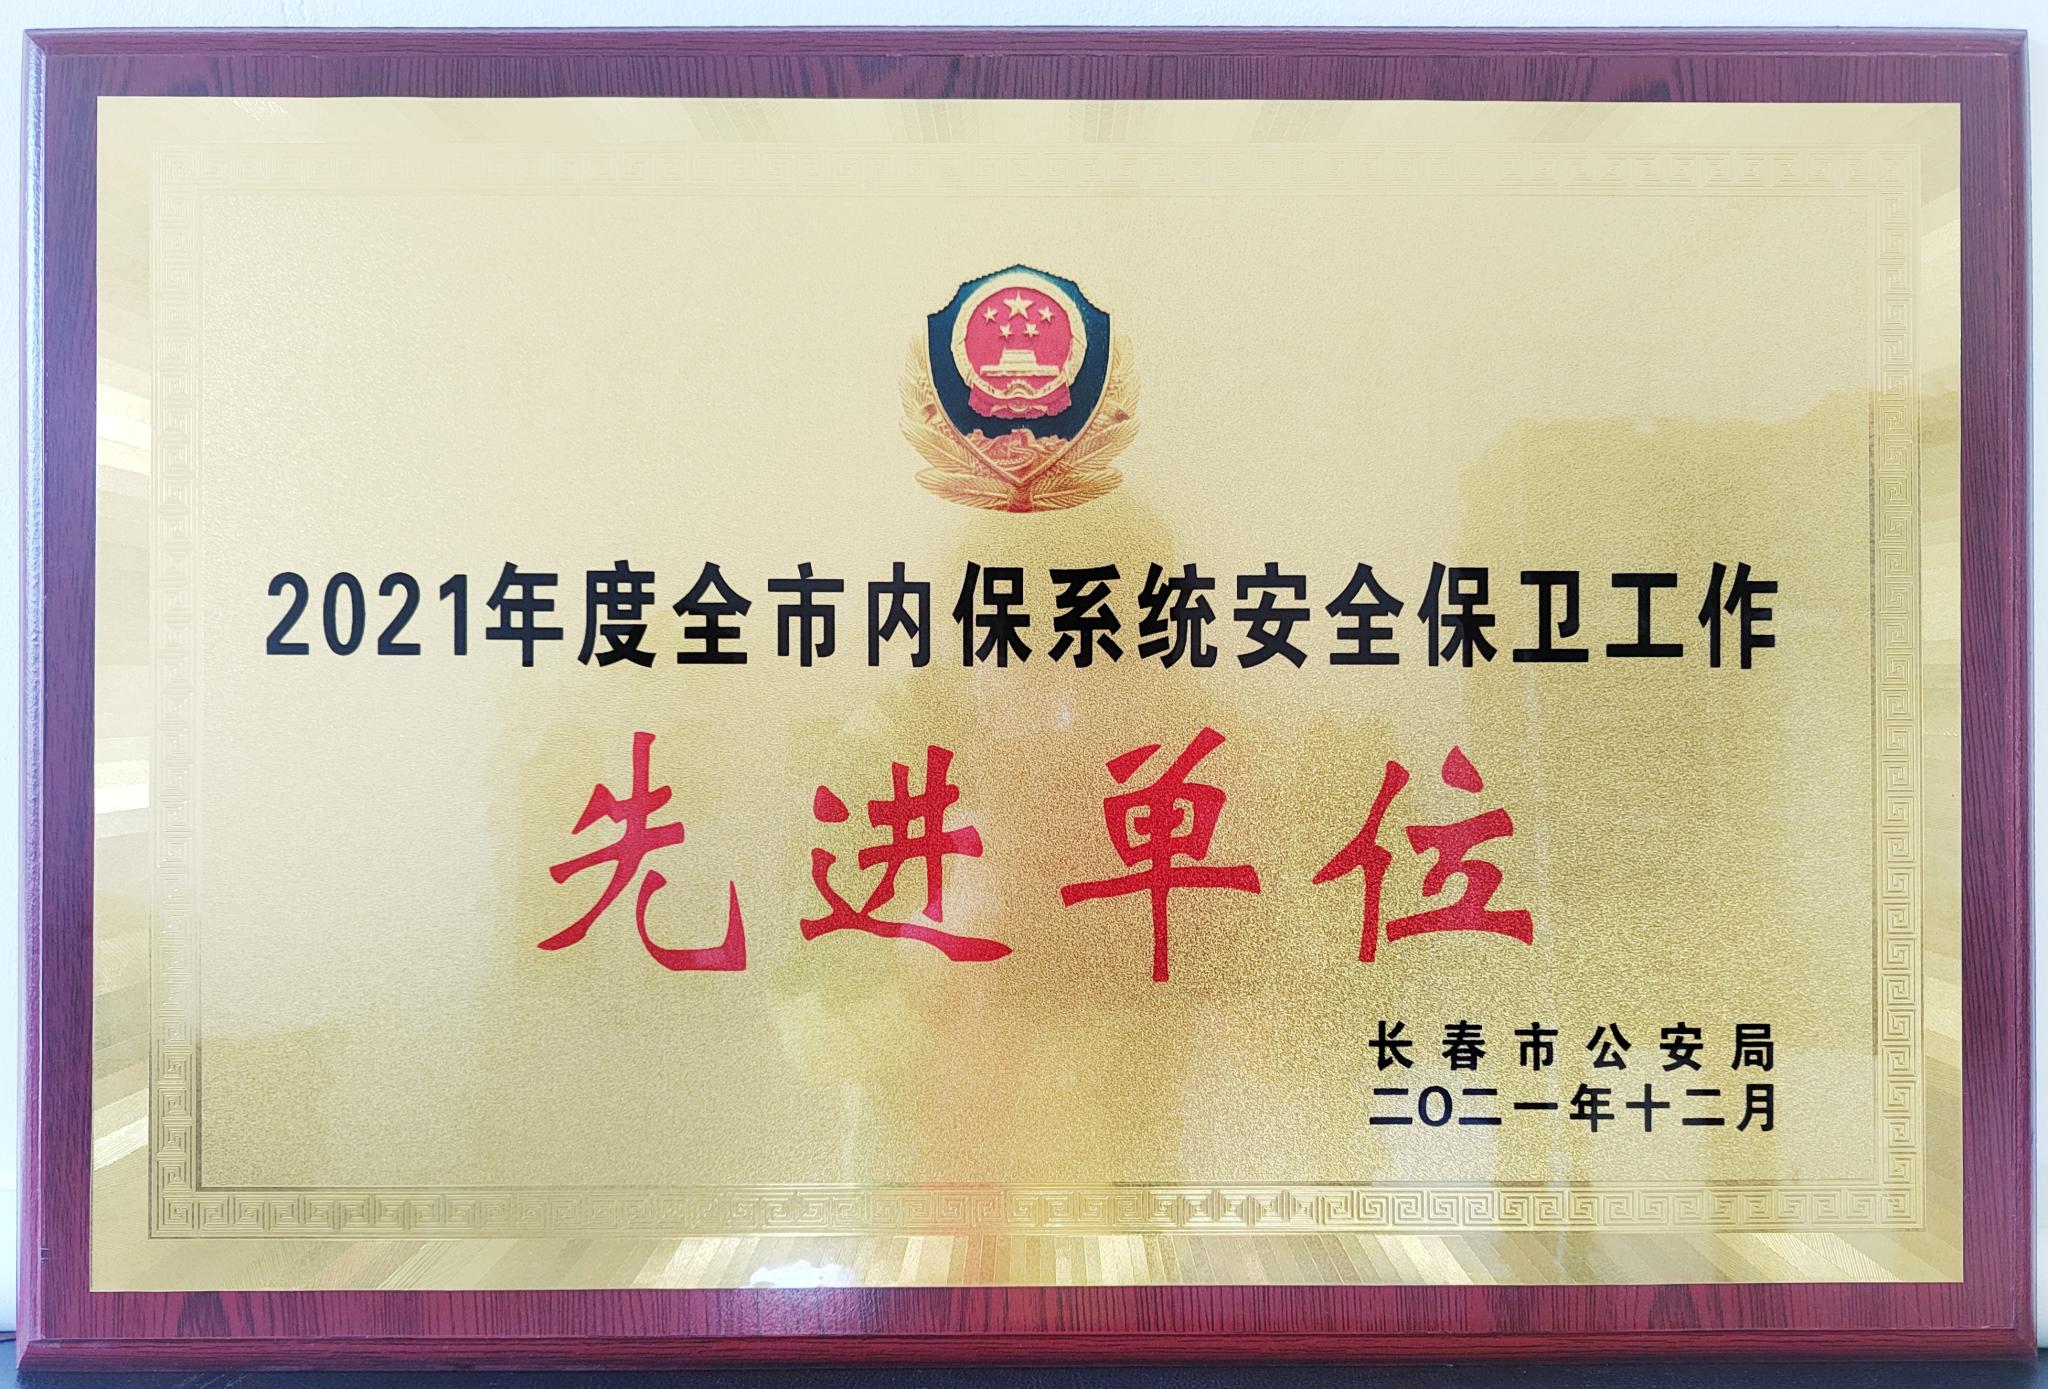 2021年度全市内保系统安全保卫工作
先进单位
长春市公安局
二〇二一年十二月